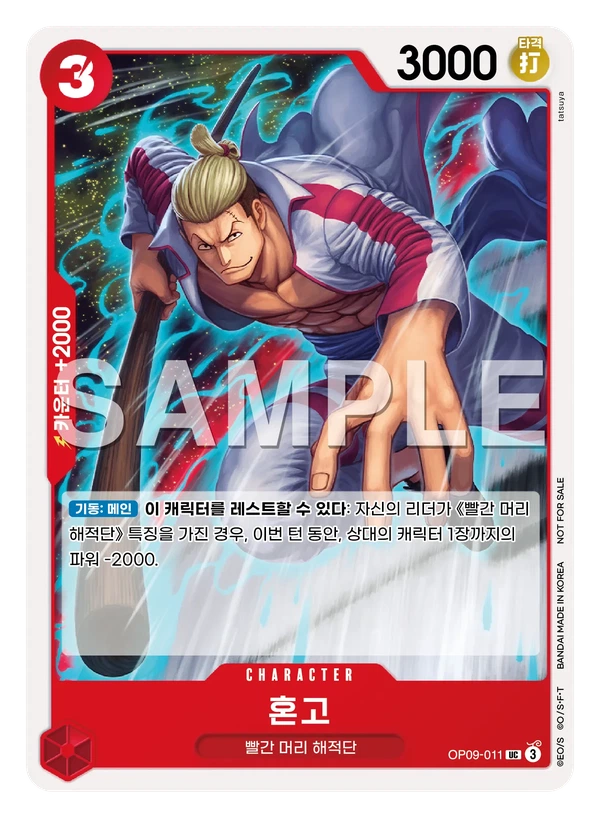 3
3000
타격
打
tatsuya
⚡카운터 +2000
SAMPLE
기동: 메인 이 캐릭터를 레스트할 수 있다: 자신의 리더가 《빨간 머리
해적단》 특징을 가진 경우, 이번 턴 동안, 상대의 캐릭터 1장까지의
파워 -2000.
CHARACTER
혼고
빨간 머리 해적단
OP09-011 UC 3
©EO/S ©O/S·F·T BANDAI MADE IN KOREA NOT FOR SALE